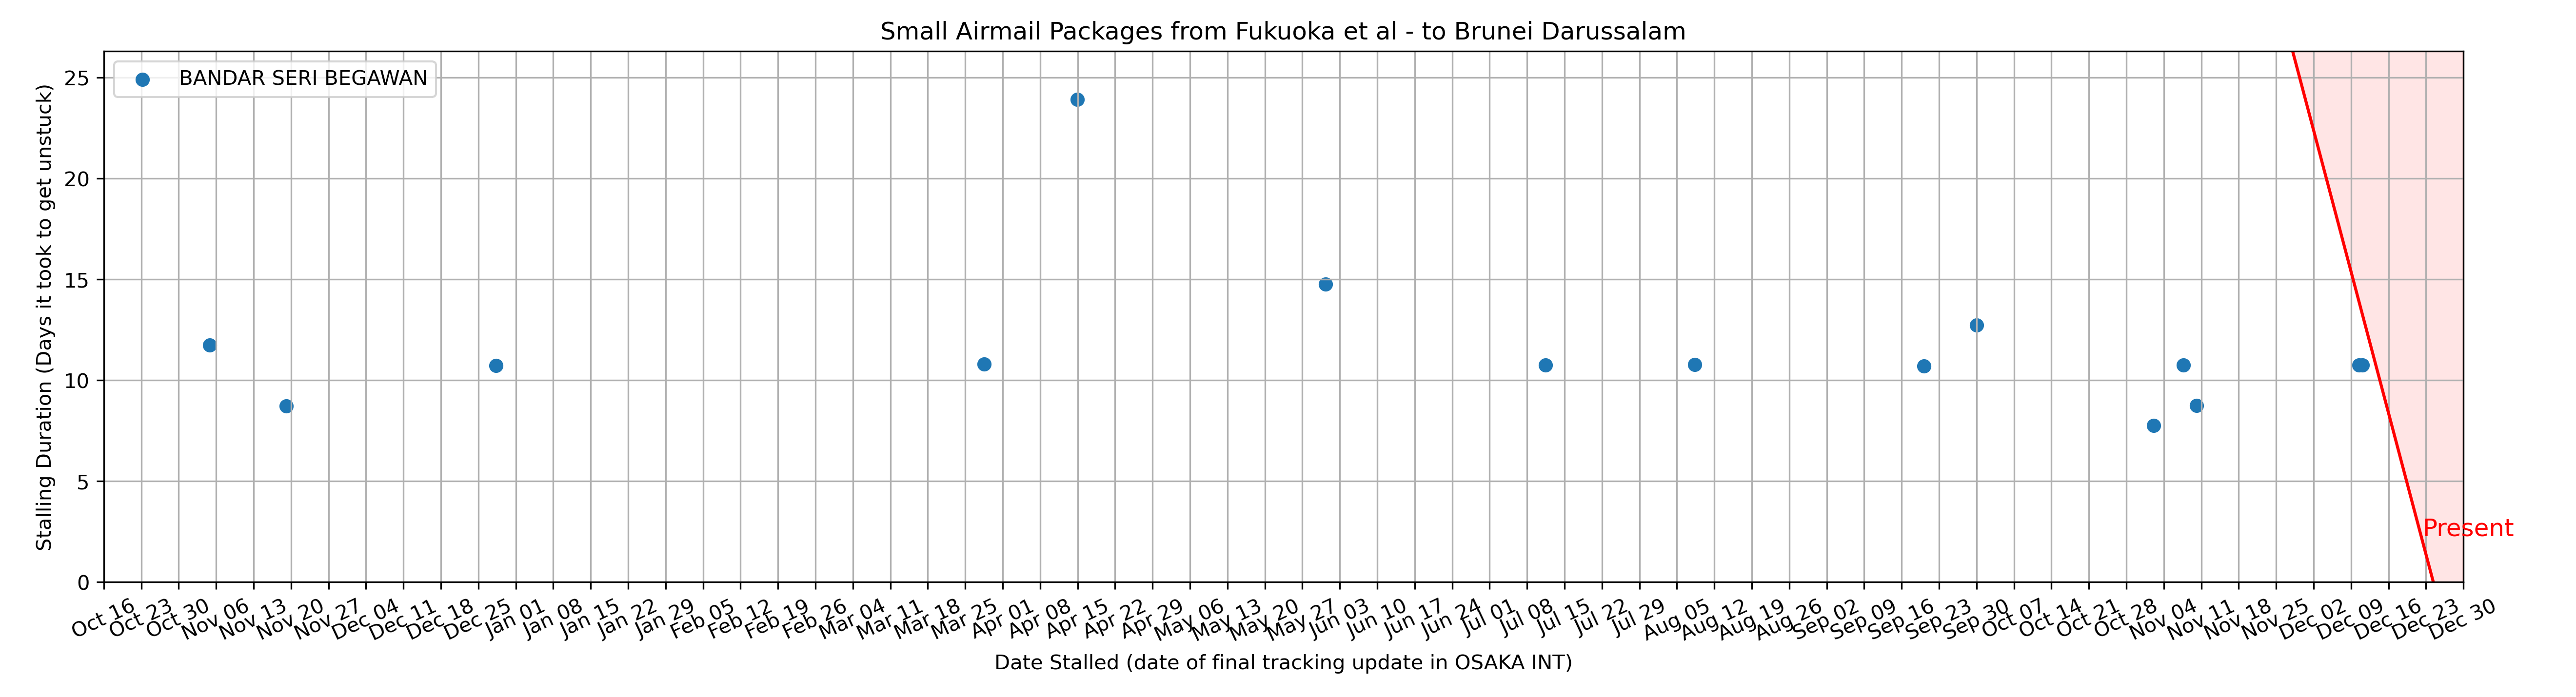 Small Airmail Packages from Fukuoka et al - to Brunei Darussalam
BANDAR SERI BEGAWAN
Stalling Duration (Days it took to get unstuck)
25
20
15
10
5
0
Present
Oct 16 Oct 23 Oct 30 Nov 06 Nov 13 Nov 20 Nov 27 Dec 04 Dec 11 Dec 18 Dec 25 Jan 01 Jan 08 Jan 15 Jan 22 Jan 29 Feb 05 Feb 12 Feb 19 Feb 26 Mar 04 Mar 11 Mar 18 Mar 25 Apr 01 Apr 08 Apr 15 Apr 22 Apr 29 May 06 May 13 May 20 May 27 Jun 03 Jun 10 Jun 17 Jun 24 Jul 01 Jul 08 Jul 15 Jul 22 Jul 29 Aug 05 Aug 12 Aug 19 Aug 26 Sep 02 Sep 09 Sep 16 Sep 23 Sep 30 Oct 07 Oct 14 Oct 21 Oct 28 Nov 04 Nov 11 Nov 18 Nov 25 Dec 02 Dec 09 Dec 16 Dec 23 Dec 30
Date Stalled (date of final tracking update in OSAKA INT)